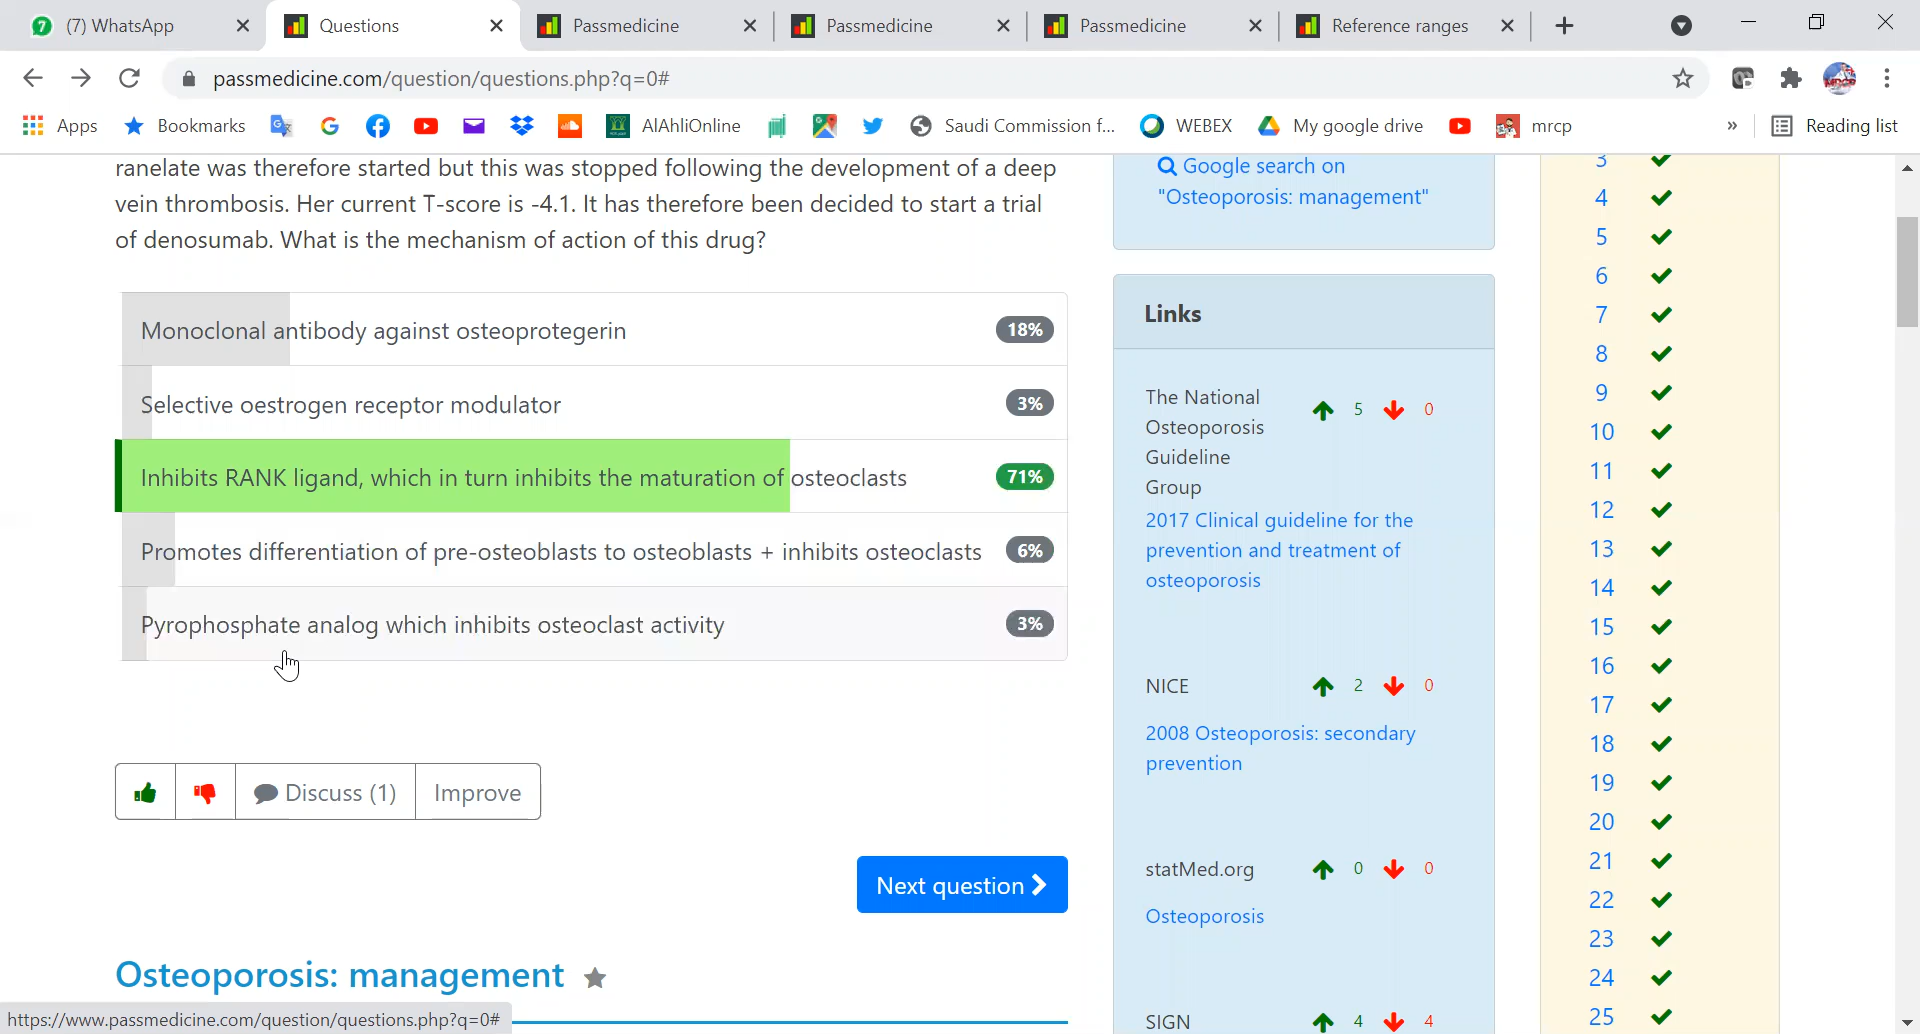 (7) WhatsApp
Questions
Passmedicine
Passmedicine
Passmedicine
Reference ranges
passmedicine.com/question/questions.php?q=0#
Apps
Bookmarks
AlAhliOnline
Saudi Commission f...
WEBEX
My google drive
mrcp
»
Reading list
ranelate was therefore started but this was stopped following the development of a deep
vein thrombosis. Her current T-score is -4.1. It has therefore been decided to start a trial
of denosumab. What is the mechanism of action of this drug?
Monoclonal antibody against osteoprotegerin 18%
Selective oestrogen receptor modulator 3%
Inhibits RANK ligand, which in turn inhibits the maturation of osteoclasts 71%
Promotes differentiation of pre-osteoblasts to osteoblasts + inhibits osteoclasts 6%
Pyrophosphate analog which inhibits osteoclast activity 3%
Discuss (1)
Improve
Next question
Osteoporosis: management
https://www.passmedicine.com/question/questions.php?q=0#
Google search on
"Osteoporosis: management"
Links
The National
Osteoporosis
Guideline
Group
5 0
2017 Clinical guideline for the
prevention and treatment of
osteoporosis
NICE 2 0
2008 Osteoporosis: secondary
prevention
statMed.org 0 0
Osteoporosis
SIGN 4 4
3
4
5
6
7
8
9
10
11
12
13
14
15
16
17
18
19
20
21
22
23
24
25